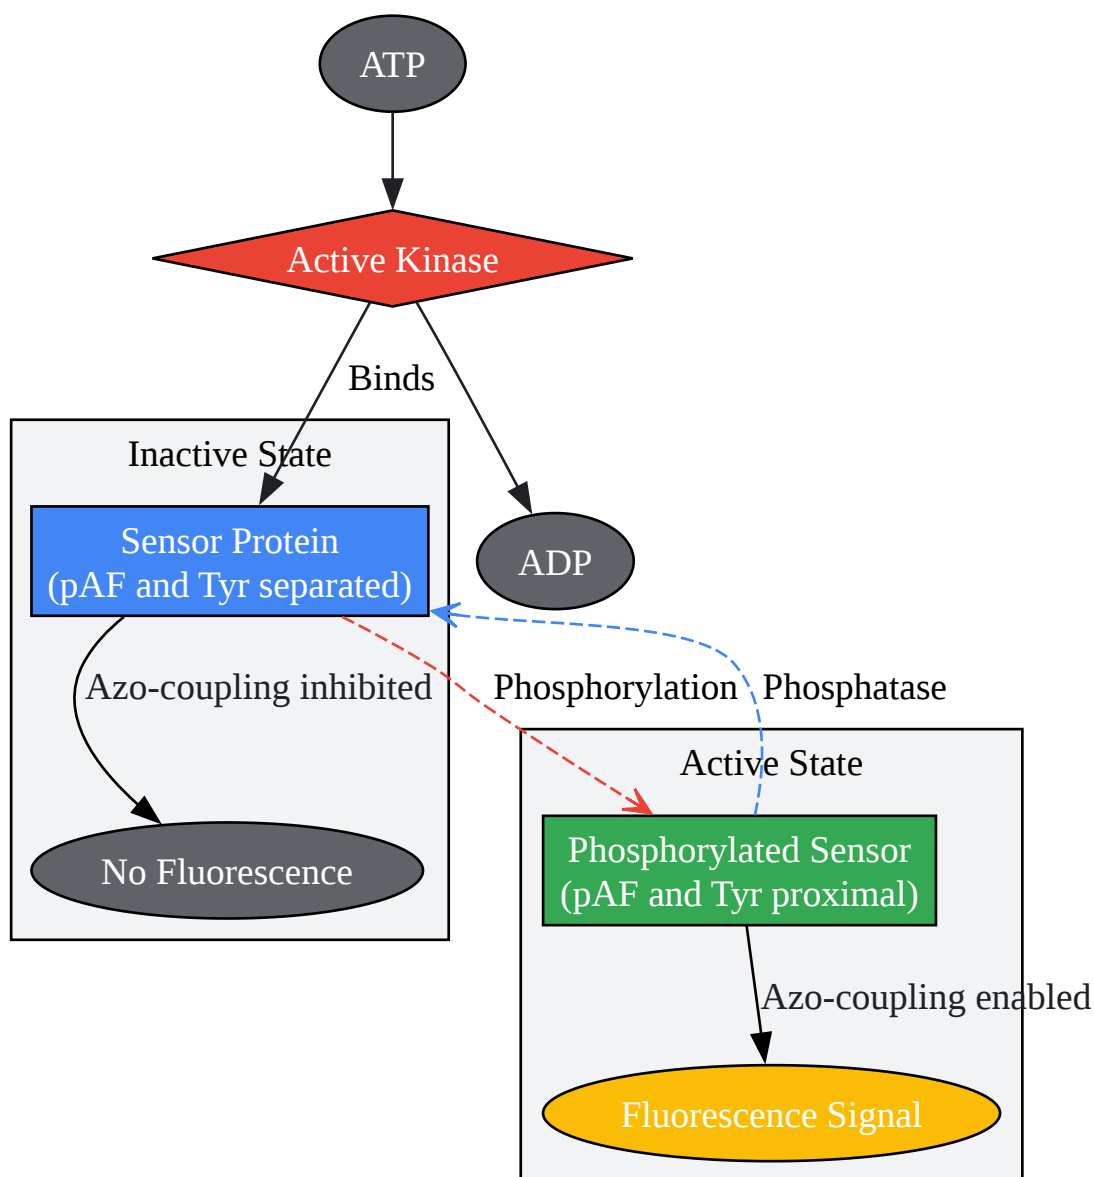 ATP
Active Kinase
Binds
Inactive State
Sensor Protein
(pAF and Tyr separated)
ADP
Azo-coupling inhibited
Phosphorylation
Phosphatase
Active State
Phosphorylated Sensor
(pAF and Tyr proximal)
No Fluorescence
Azo-coupling enabled
Fluorescence Signal